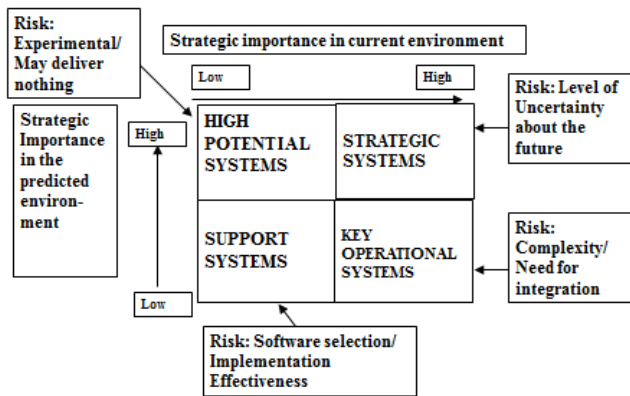 Risk:
Experimental/
May deliver
nothing
Strategic importance in current environment
Low
High
Risk: Level of
Uncertainty
about the
future
Strategic
Importance
in the
predicted
environ-
ment
High
HIGH
POTENTIAL
SYSTEMS
STRATEGIC
SYSTEMS
SUPPORT
SYSTEMS
KEY
OPERATIONAL
SYSTEMS
Risk:
Complexity/
Need for
integration
Low
Risk: Software selection/
Implementation
Effectiveness